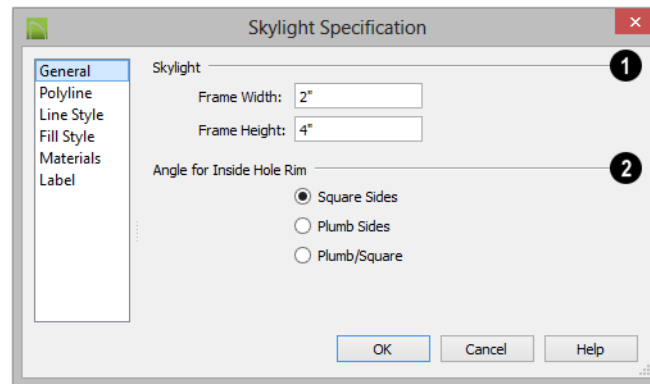 Skylight Specification
×
General
Polyline
Line Style
Fill Style
Materials
Label
Skylight
1
Frame Width: 2"
Frame Height: 4"
Angle for Inside Hole Rim
2
Square Sides
Plumb Sides
Plumb/Square
OK
Cancel
Help